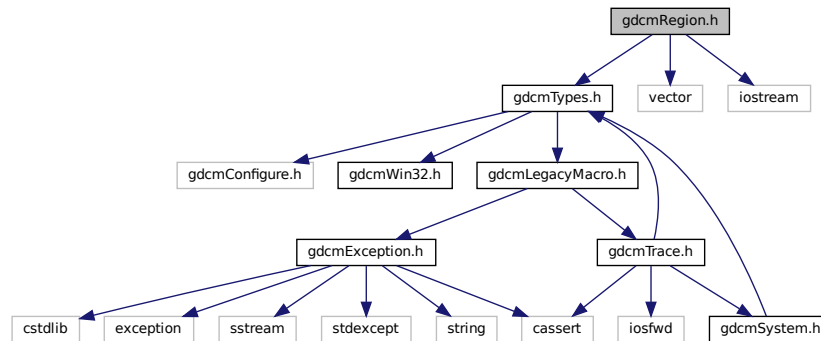 gdcmRegion.h
gdcmTypes.h
vector
iostream
gdcmConfigure.h
gdcmWin32.h
gdcmLegacyMacro.h
gdcmException.h
gdcmTrace.h
cstdlib
exception
sstream
stdexcept
string
cassert
iosfwd
gdcmSystem.h